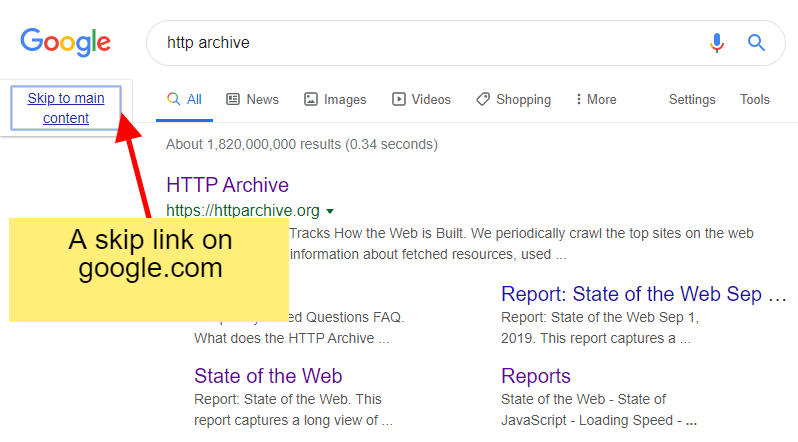 Google
http archive
Skip to main
content
All News Images Videos Shopping More Settings Tools
About 1,820,000,000 results (0.34 seconds)
HTTP Archive
https://httparchive.org
Tracks How the Web is Built. We periodically crawl the top sites on the web
information about fetched resources, used ...
A skip link on
google.com
Questions FAQ.
What does the HTTP Archive ...
Report: State of the Web Sep ...
Report: State of the Web Sep 1,
2019. This report captures a ...
State of the Web
Report: State of the Web. This
report captures a long view of ...
Reports
State of the Web - State of
JavaScript - Loading Speed - ...